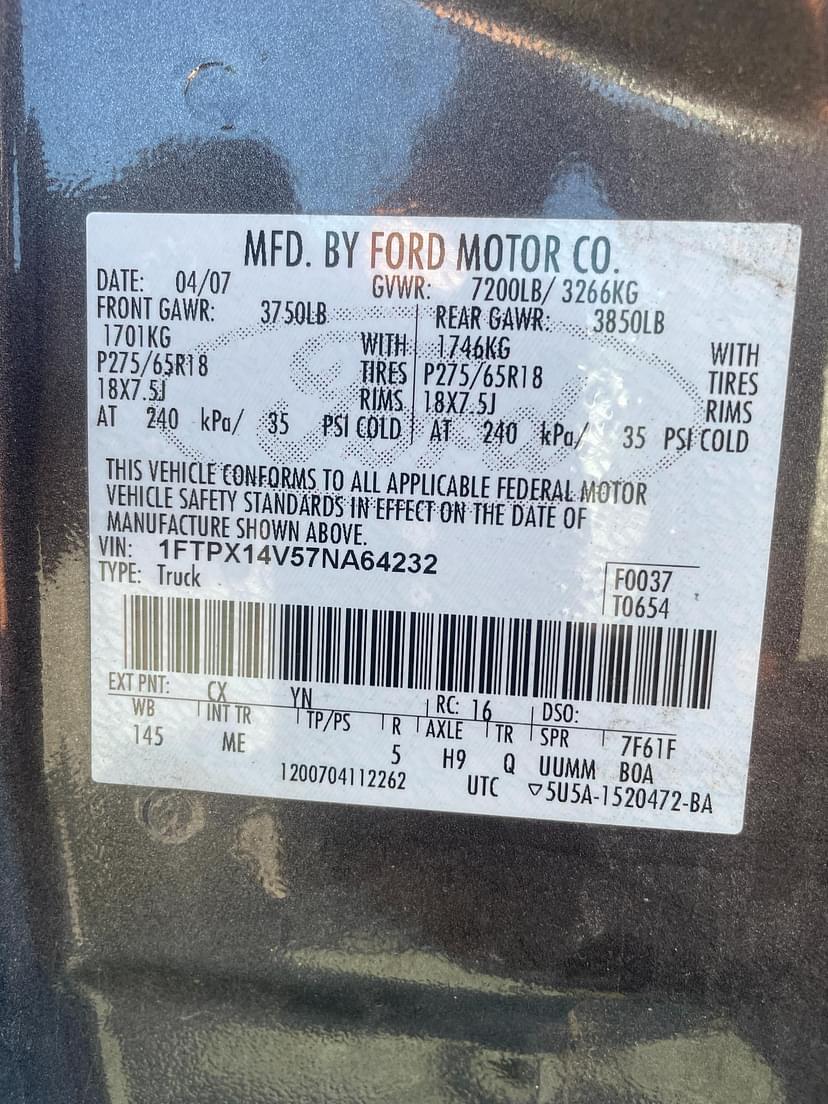 MFD. BY FORD MOTOR CO.
DATE: 04/07 GVWR: 7200LB/ 3266KG
FRONT GAWR: 3750LB REAR GAWR: 3850LB
1701KG WITH 1746KG WITH
P275/65R18 TIRES P275/65R18 TIRES
18X7.5J RIMS 18X7.5J RIMS
AT 240 kPa/ 35 PSI COLD AT 240 kPa/ 35 PSI COLD
THIS VEHICLE CONFORMS TO ALL APPLICABLE FEDERAL MOTOR
VEHICLE SAFETY STANDARDS IN EFFECT ON THE DATE OF
MANUFACTURE SHOWN ABOVE.
VIN: 1FTPX14V57NA64232
TYPE: Truck
F0037
T0654
EXT PNT: CX YN RC: 16 DSO:
WB INT TR TP/PS R AXLE TR SPR 7F61F
145 ME 5 H9 Q UUMM BOA
1200704112262 UTC ▽5U5A-1520472-BA